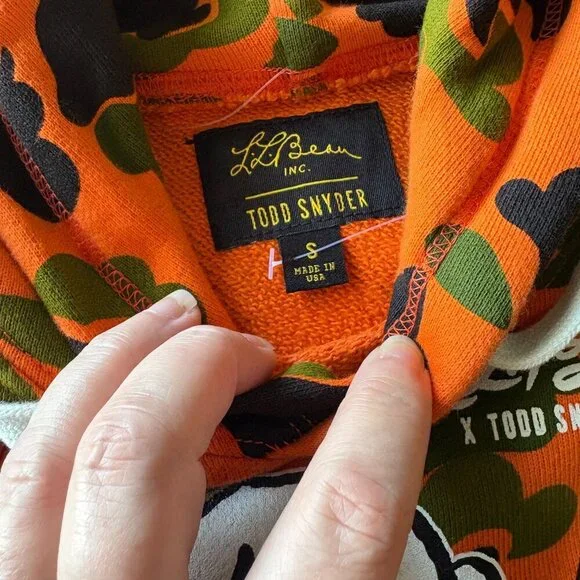 L.L.Bean
INC.
TODD SNYDER
S
MADE IN
USA
X TODD SN